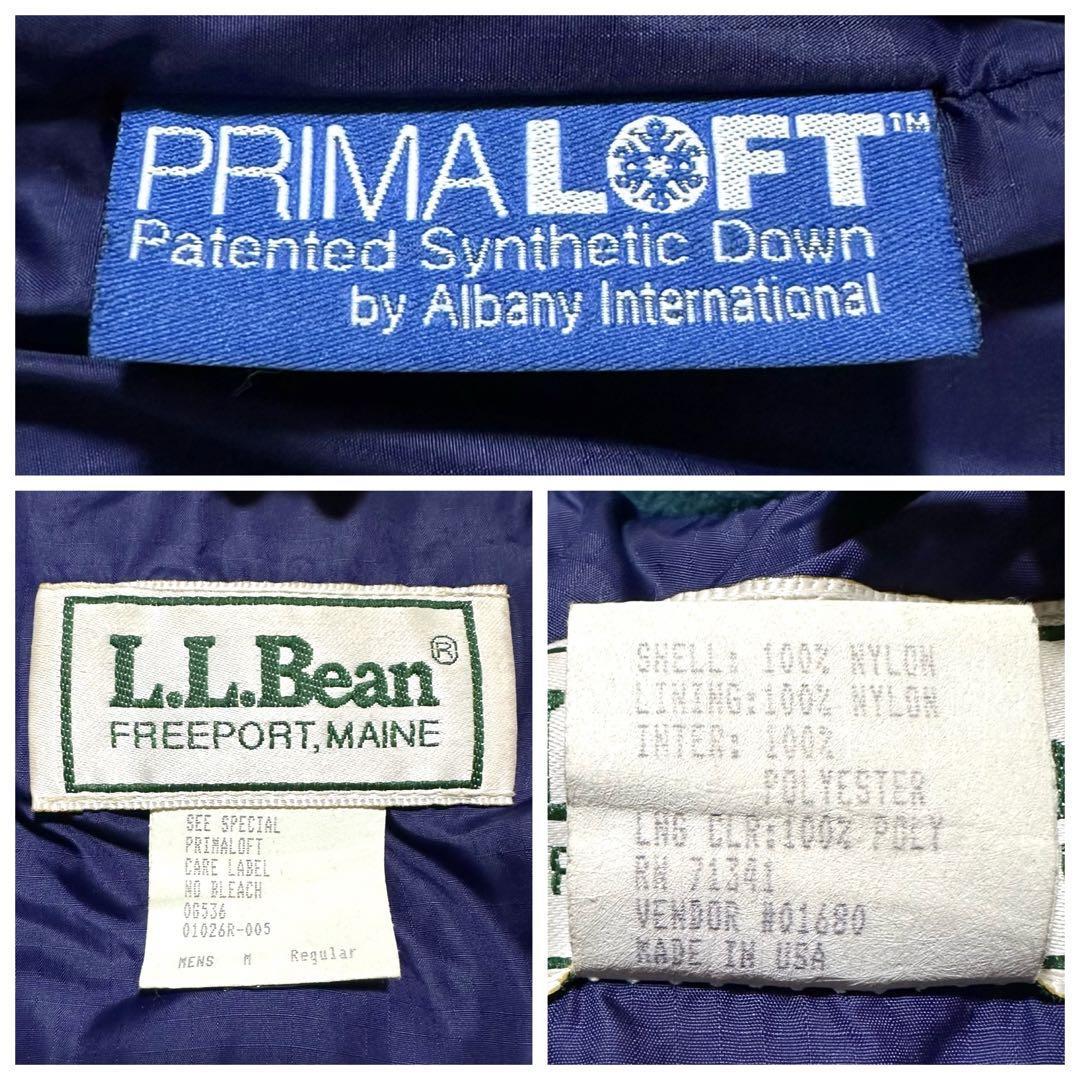 PRIMALOFT™
Patented Synthetic Down
by Albany International
L.L.Bean®
FREEPORT, MAINE
SEE SPECIAL
PRIMALOFT
CARE LABEL
NO BLEACH
0G536
01026R-005
MENS M Regular
SHELL: 100% NYLON
LINING:100% NYLON
INTER: 100%
POLYESTER
LNG CLR:100% POLY
RN 71341
VENDOR #01680
MADE IN USA